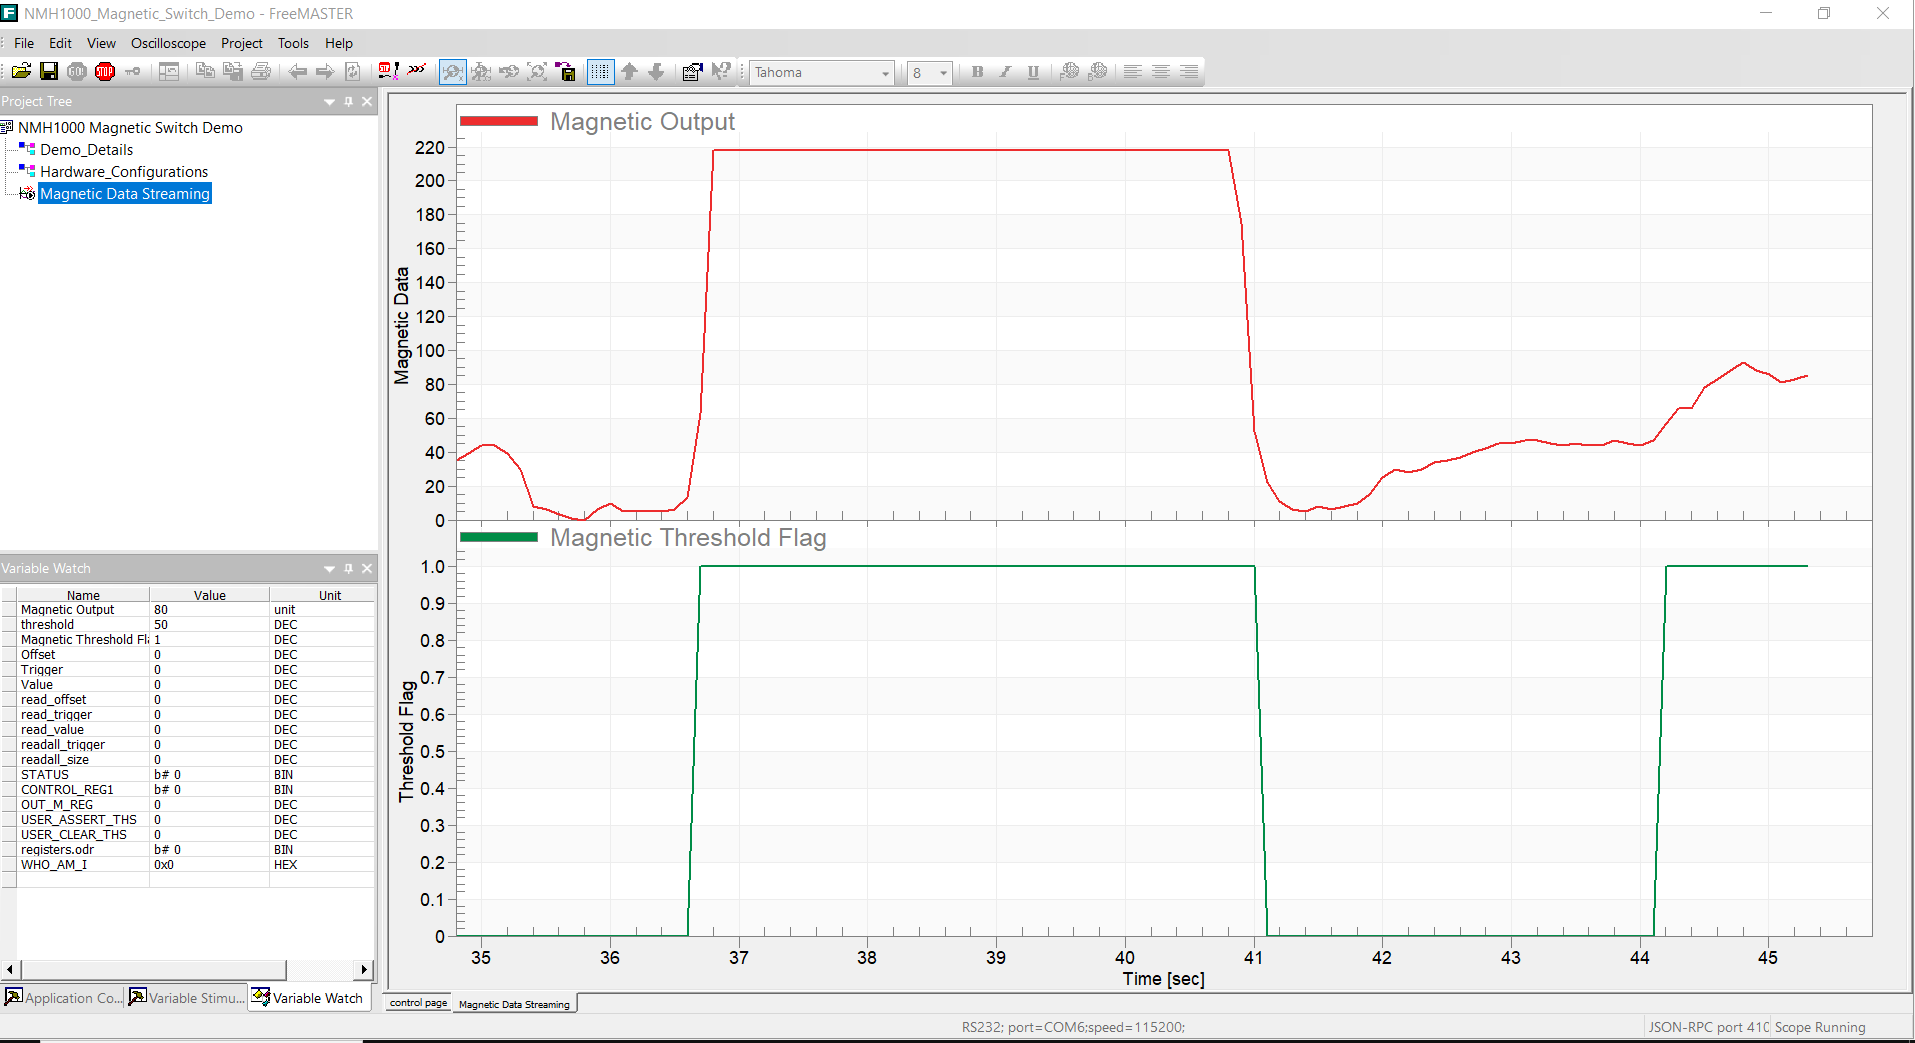 NMH1000_Magnetic_Switch_Demo - FreeMASTER
File Edit View Oscilloscope Project Tools Help
GO! STOP Tahoma 8 B I U
Project Tree
NMH1000 Magnetic Switch Demo
Demo_Details
Hardware_Configurations
Magnetic Data Streaming
Variable Watch
Name Value Unit
Magnetic Output 80 unit
threshold 50 DEC
Magnetic Threshold Fl 1 DEC
Offset 0 DEC
Trigger 0 DEC
Value 0 DEC
read_offset 0 DEC
read_trigger 0 DEC
read_value 0 DEC
readall_trigger 0 DEC
readall_size 0 DEC
STATUS b# 0 BIN
CONTROL_REG1 b# 0 BIN
OUT_M_REG 0 DEC
USER_ASSERT_THS 0 DEC
USER_CLEAR_THS 0 DEC
registers.odr b# 0 BIN
WHO_AM_I 0x0 HEX
Application Co... Variable Stimu... Variable Watch
Magnetic Output
220
200
180
160
140
120
100
80
60
40
20
0
Magnetic Data
Magnetic Threshold Flag
1.0
0.9
0.8
0.7
0.6
0.5
0.4
0.3
0.2
0.1
0
Threshold Flag
35 36 37 38 39 40 41 42 43 44 45
Time [sec]
control page Magnetic Data Streaming
RS232; port=COM6;speed=115200; JSON-RPC port 410 Scope Running